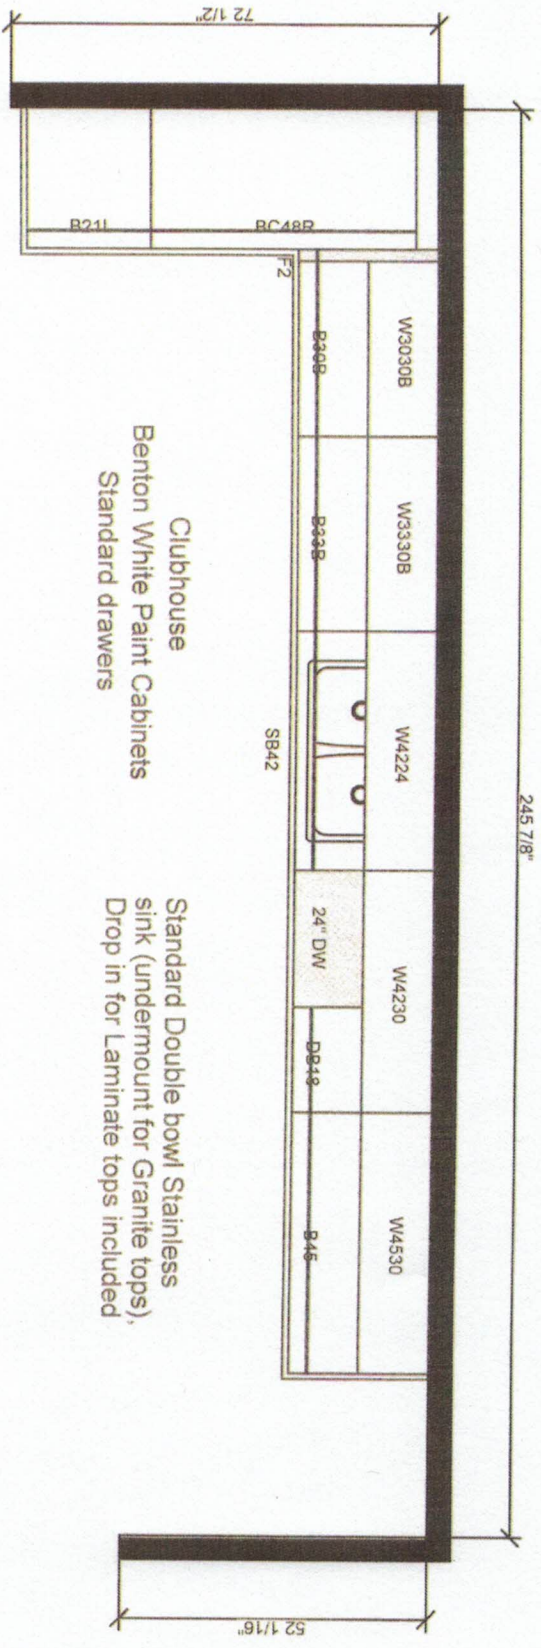 72 1/2"
245 7/8"
52 1/16"
W3030B
W3330B
W4224
W4230
W4530
B21L
BC48R
F2
B30B
B33B
SB42
24" DW
DB18
B45
Clubhouse
Benton White Paint Cabinets
Standard drawers
Standard Double bowl Stainless
sink (undermount for Granite tops),
Drop in for Laminate tops included